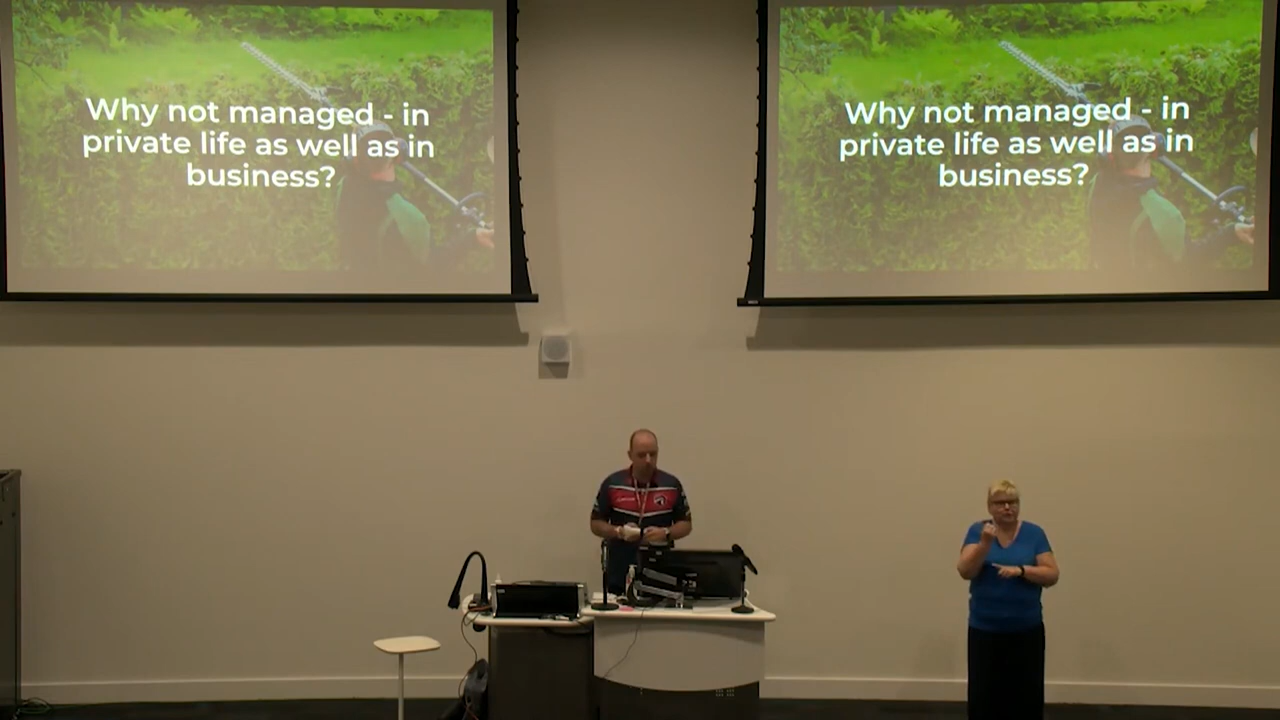 Why not managed - in
private life as well as in
business?
Why not managed - in
private life as well as in
business?